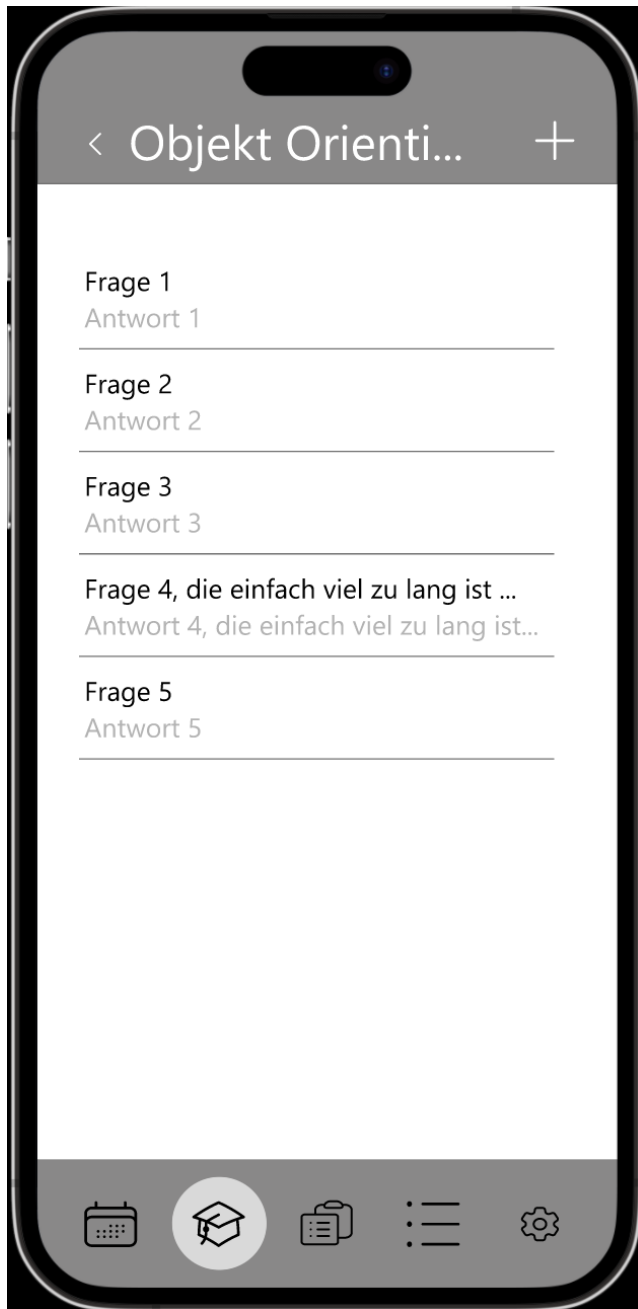 Objekt Orienti...
Frage 1
Antwort 1
Frage 2
Antwort 2
Frage 3
Antwort 3
Frage 4, die einfach viel zu lang ist ...
Antwort 4, die einfach viel zu lang ist...
Frage 5
Antwort 5